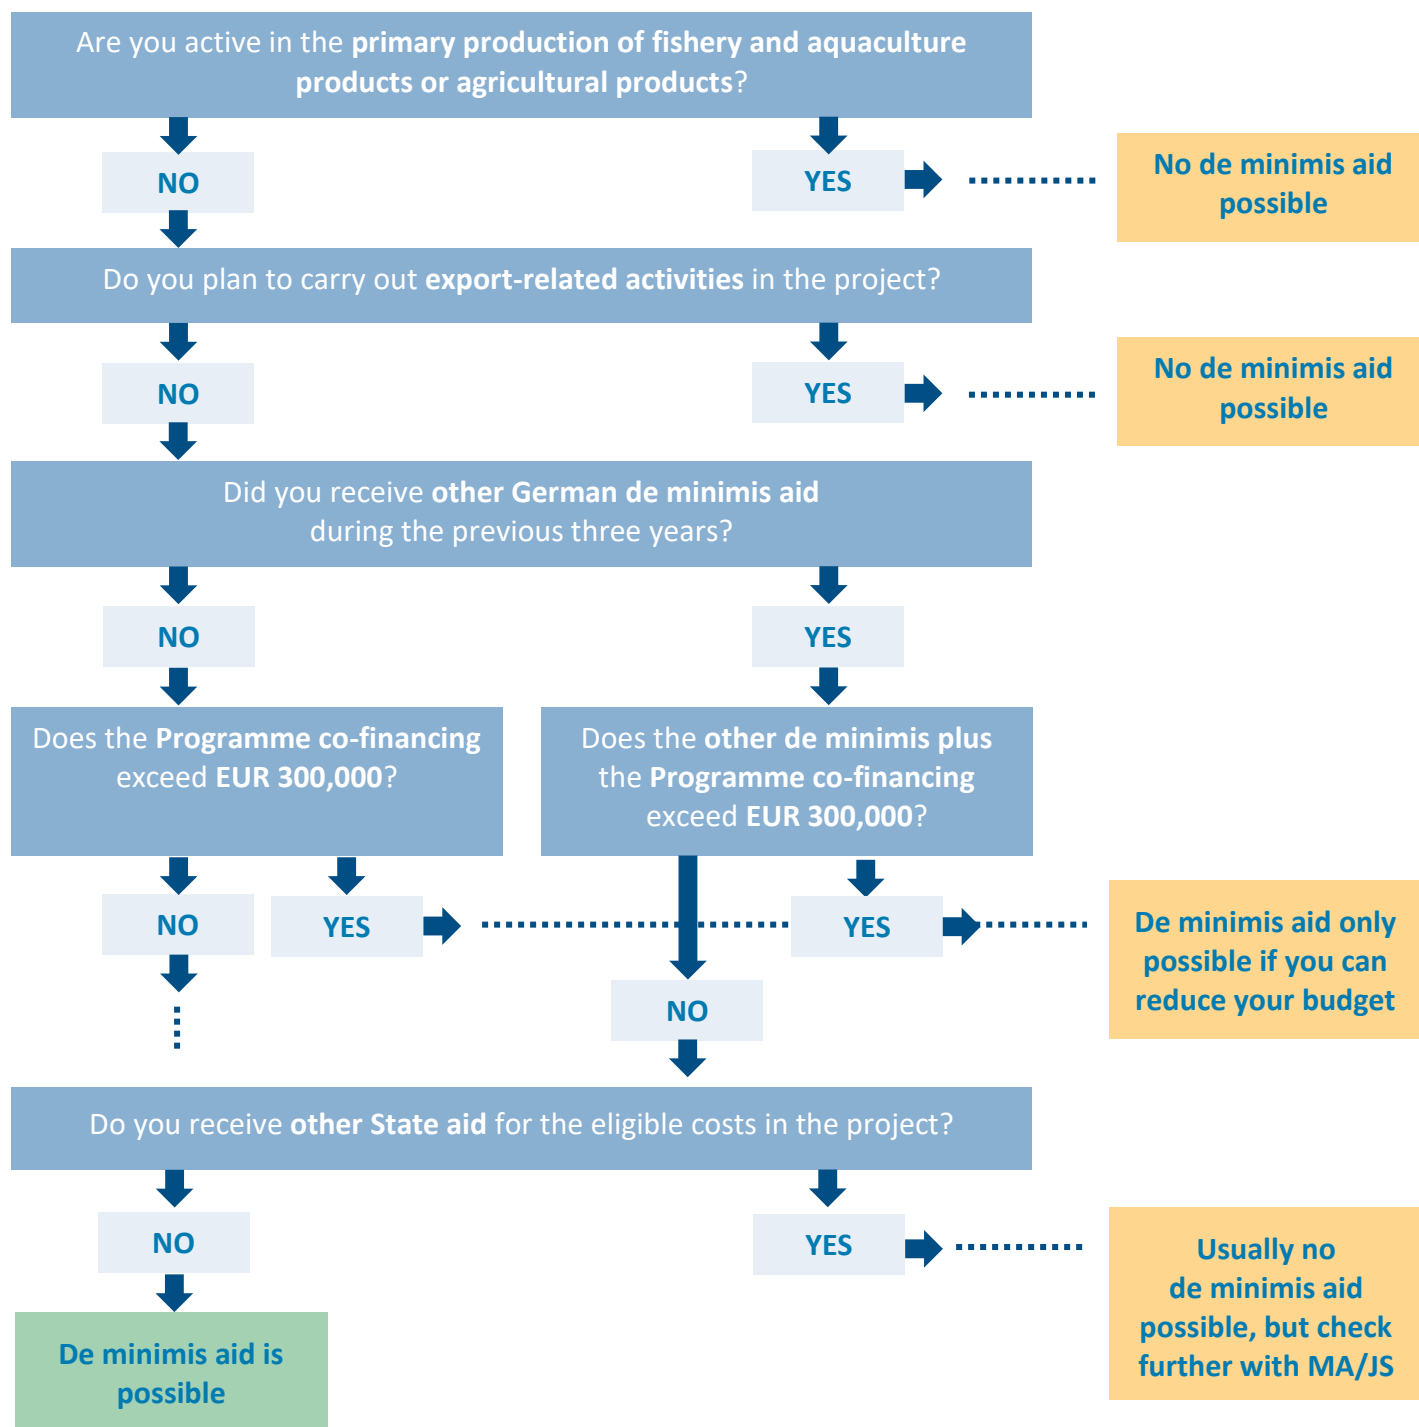 Are you active in the primary production of fishery and aquaculture
products or agricultural products?
NO
YES
No de minimis aid
possible
Do you plan to carry out export-related activities in the project?
NO
YES
No de minimis aid
possible
Did you receive other German de minimis aid
during the previous three years?
NO
YES
Does the Programme co-financing
exceed EUR 300,000?
Does the other de minimis plus
the Programme co-financing
exceed EUR 300,000?
NO
YES
YES
De minimis aid only
possible if you can
reduce your budget
NO
Do you receive other State aid for the eligible costs in the project?
NO
YES
Usually no
de minimis aid
possible, but check
further with MA/JS
De minimis aid is
possible